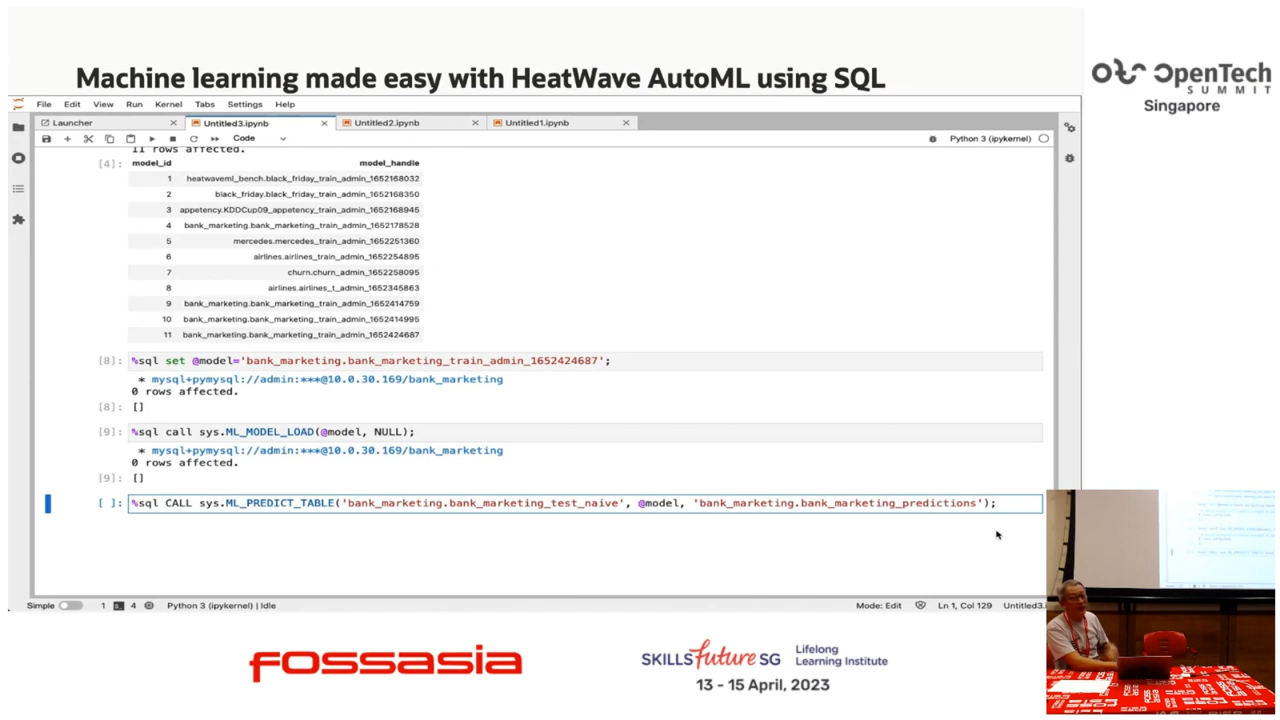 Machine learning made easy with HeatWave AutoML using SQL
OpenTech
SUMMIT
Singapore
File Edit View Run Kernel Tabs Settings Help
Launcher Untitled3.ipynb Untitled2.ipynb Untitled1.ipynb
Code Python 3 (ipykernel)
11 rows affected.
[4]: model_id model_handle
1 heatwaveml_bench.black_friday_train_admin_1652168032
2 black_friday.black_friday_train_admin_1652168350
3 appetency.KDDCup09_appetency_train_admin_1652168945
4 bank_marketing.bank_marketing_train_admin_1652178528
5 mercedes.mercedes_train_admin_1652251360
6 airlines.airlines_train_admin_1652254895
7 churn.churn_admin_1652258095
8 airlines.airlines_t_admin_1652345863
9 bank_marketing.bank_marketing_train_admin_1652414759
10 bank_marketing.bank_marketing_train_admin_1652414995
11 bank_marketing.bank_marketing_train_admin_1652424687
[8]: %sql set @model='bank_marketing.bank_marketing_train_admin_1652424687';
* mysql+pymysql://admin:***@10.0.30.169/bank_marketing
0 rows affected.
[8]: []
[9]: %sql call sys.ML_MODEL_LOAD(@model, NULL);
* mysql+pymysql://admin:***@10.0.30.169/bank_marketing
0 rows affected.
[9]: []
[ ]: %sql CALL sys.ML_PREDICT_TABLE('bank_marketing.bank_marketing_test_naive', @model, 'bank_marketing.bank_marketing_predictions');
Simple 1 4 Python 3 (ipykernel) | Idle Mode: Edit Ln 1, Col 129 Untitled3.
FOSSASIA
SKILLS future SG
Lifelong
Learning Institute
13 - 15 April, 2023